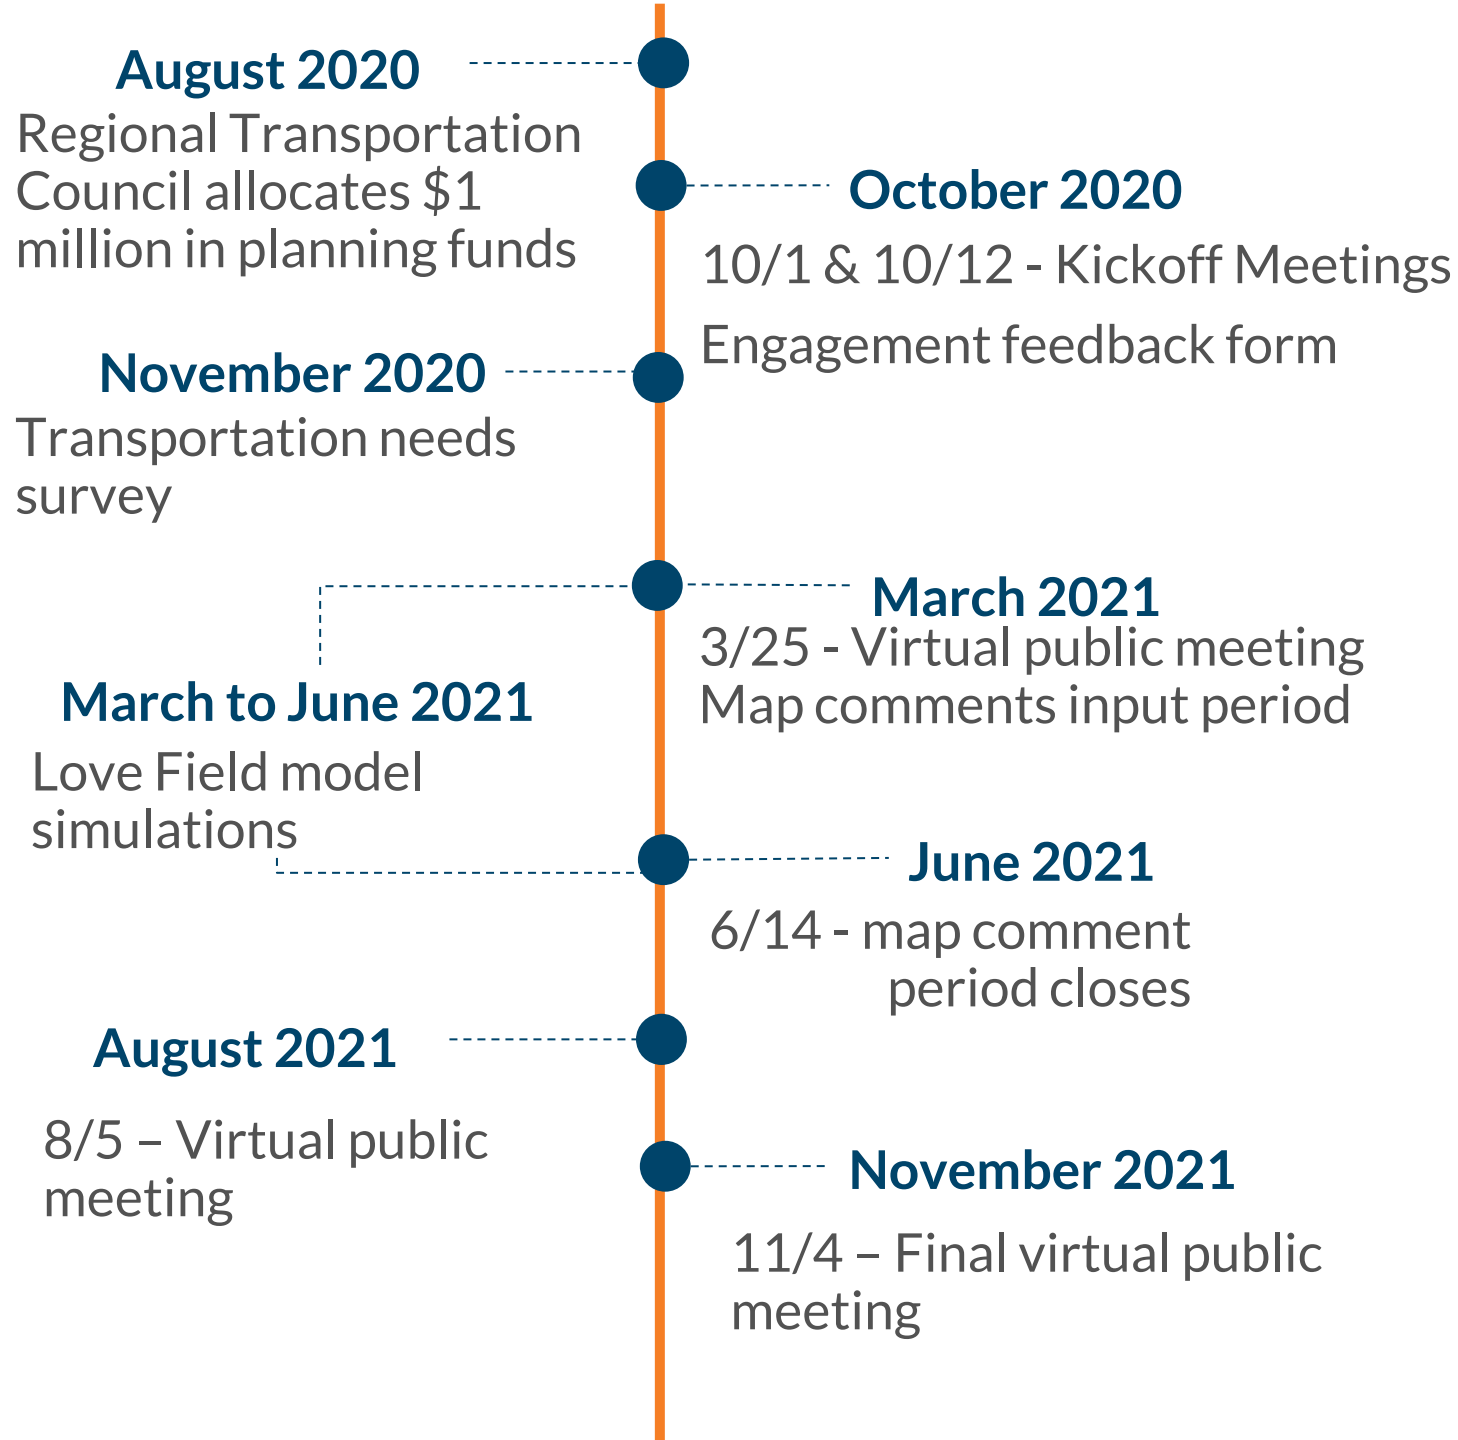 August 2020
Regional Transportation
Council allocates $1
million in planning funds
October 2020
10/1 & 10/12 - Kickoff Meetings
Engagement feedback form
November 2020
Transportation needs
survey
March 2021
3/25 - Virtual public meeting
Map comments input period
March to June 2021
Love Field model
simulations
June 2021
6/14 - map comment
period closes
August 2021
8/5 – Virtual public
meeting
November 2021
11/4 – Final virtual public
meeting